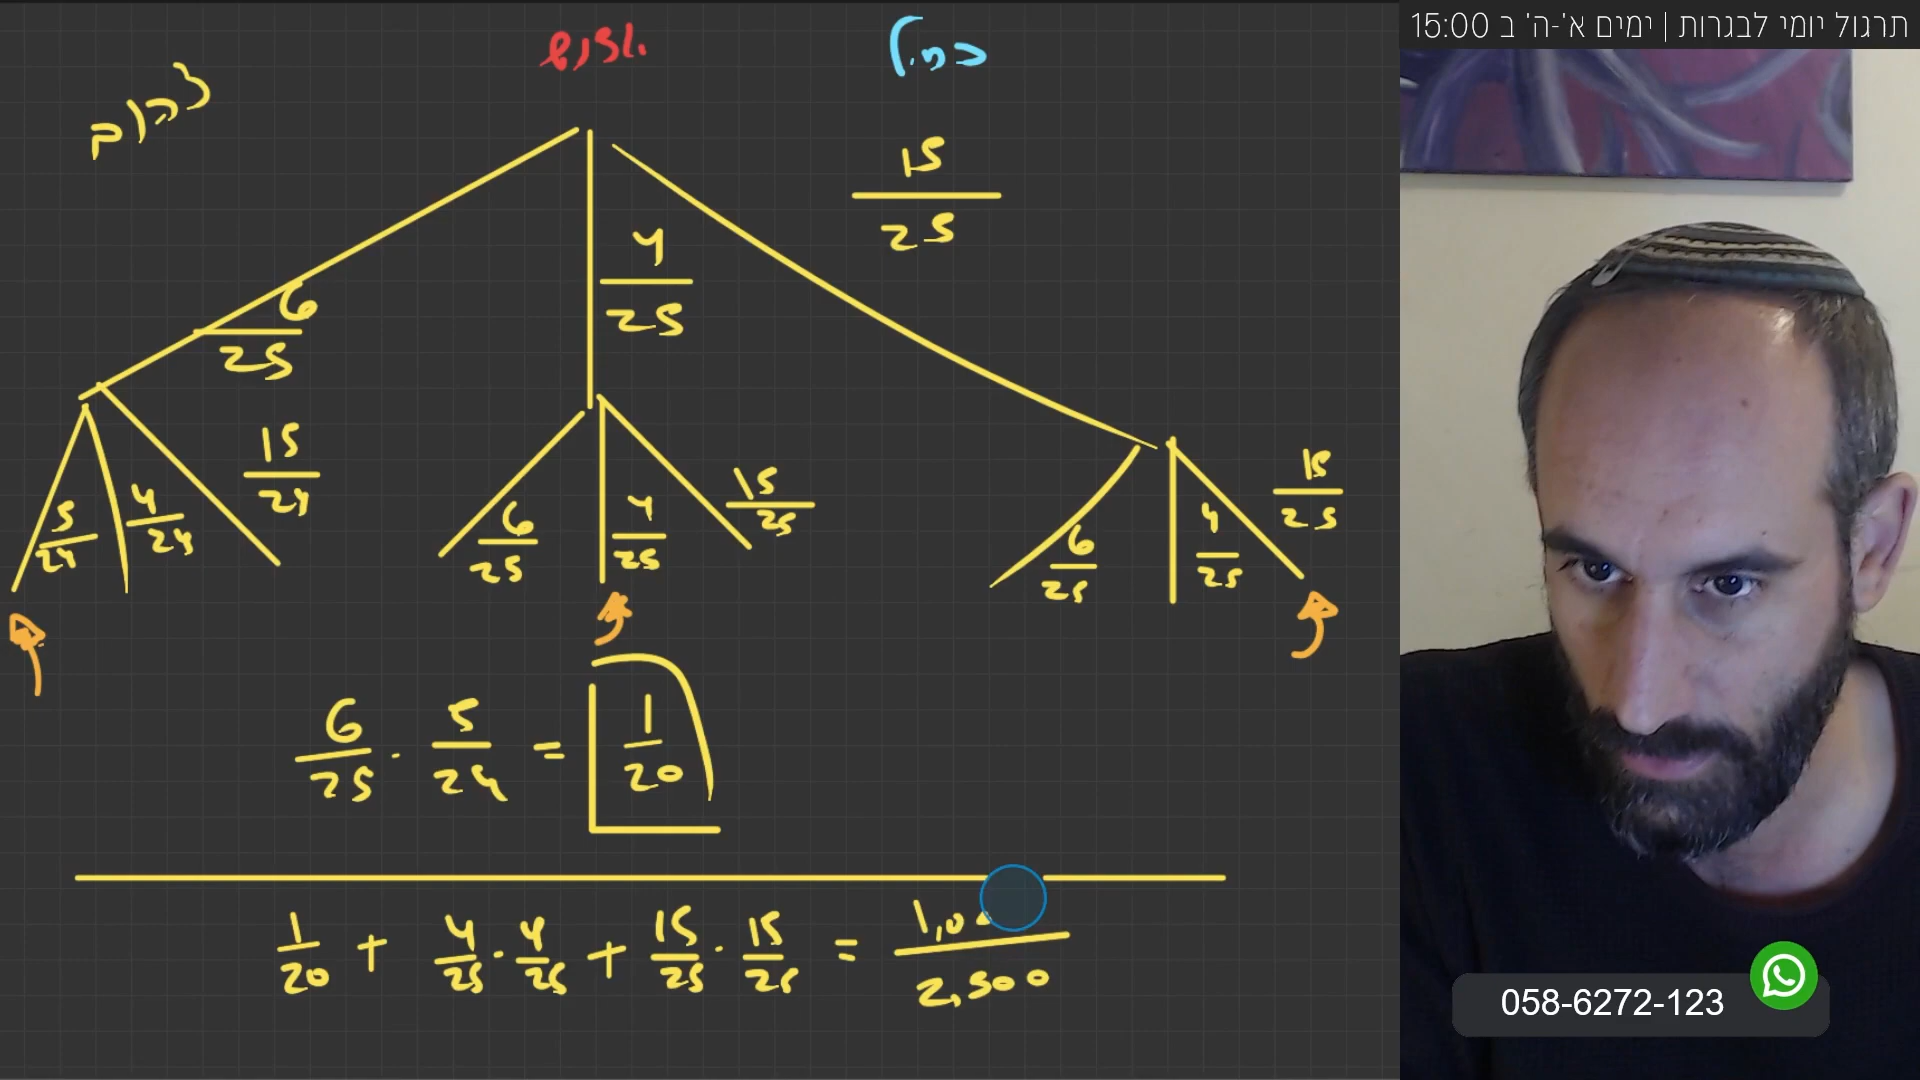 תרגול יומי לבגרות | ימים א'-ה' ב 15:00
צהוב
כחול
15/25
6/25
4/25
5/24 4/24 15/24
6/25 4/25 15/25
6/25 4/25 15/25
6/25 · 5/24 = 1/20
1/20 + 4/25 · 4/25 + 15/25 · 15/25 = /2,500
058-6272-123